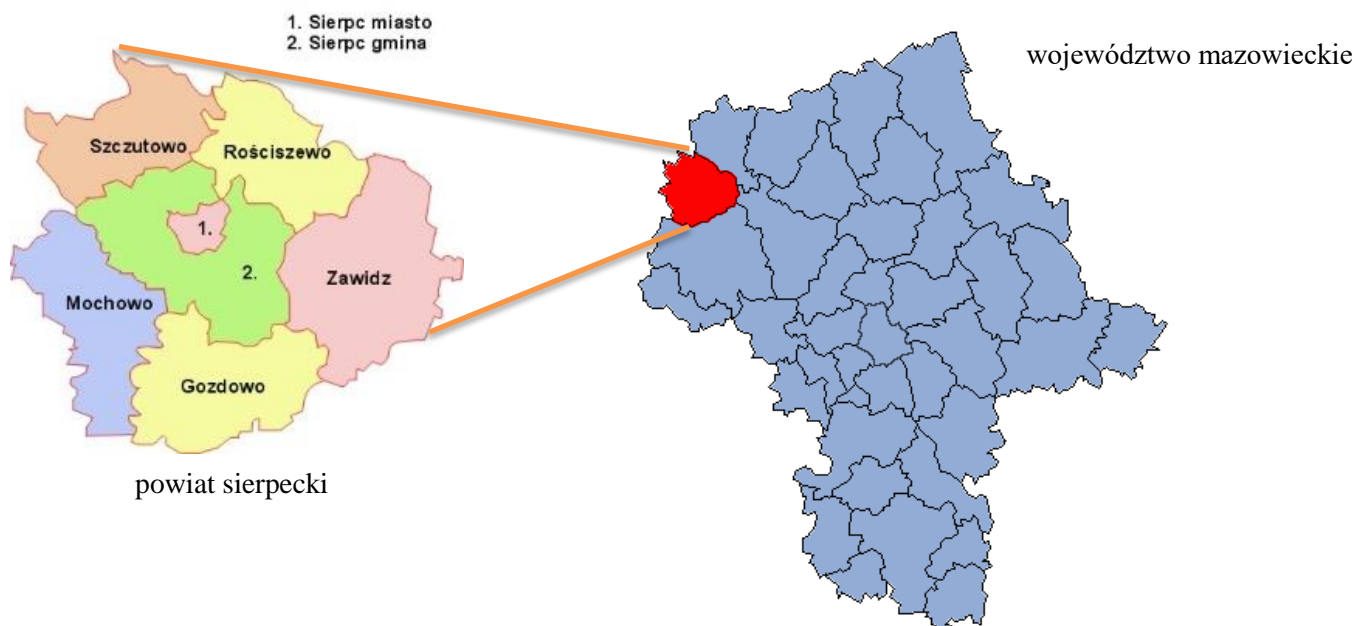 1. Sierpc miasto
2. Sierpc gmina
województwo mazowieckie
Szczutowo
Rościszewo
1.
2.
Zawidz
Mochowo
Gozdowo
powiat sierpecki